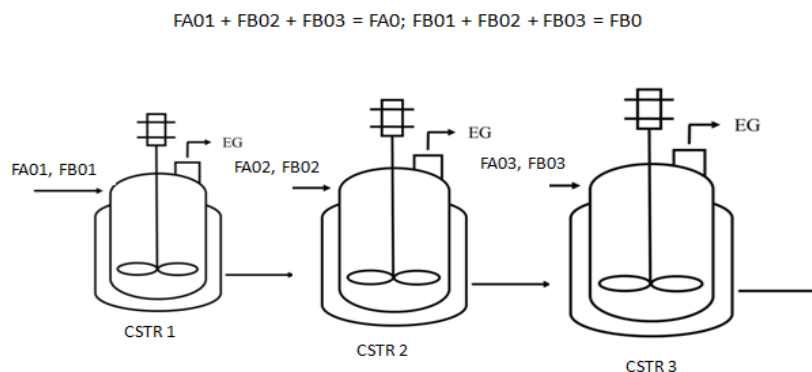 FA01 + FB02 + FB03 = FA0; FB01 + FB02 + FB03 = FB0
EG
EG
EG
FA01, FB01
FA02, FB02
FA03, FB03
CSTR 1
CSTR 2
CSTR 3